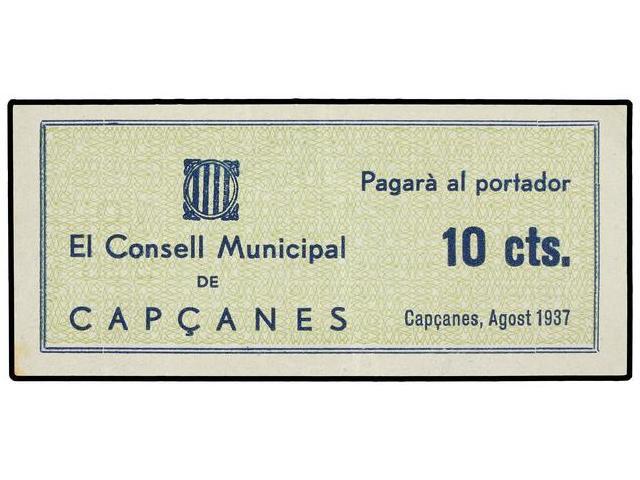 El Consell Municipal
DE
CAPÇANES
Pagarà al portador
10 cts.
Capçanes, Agost 1937